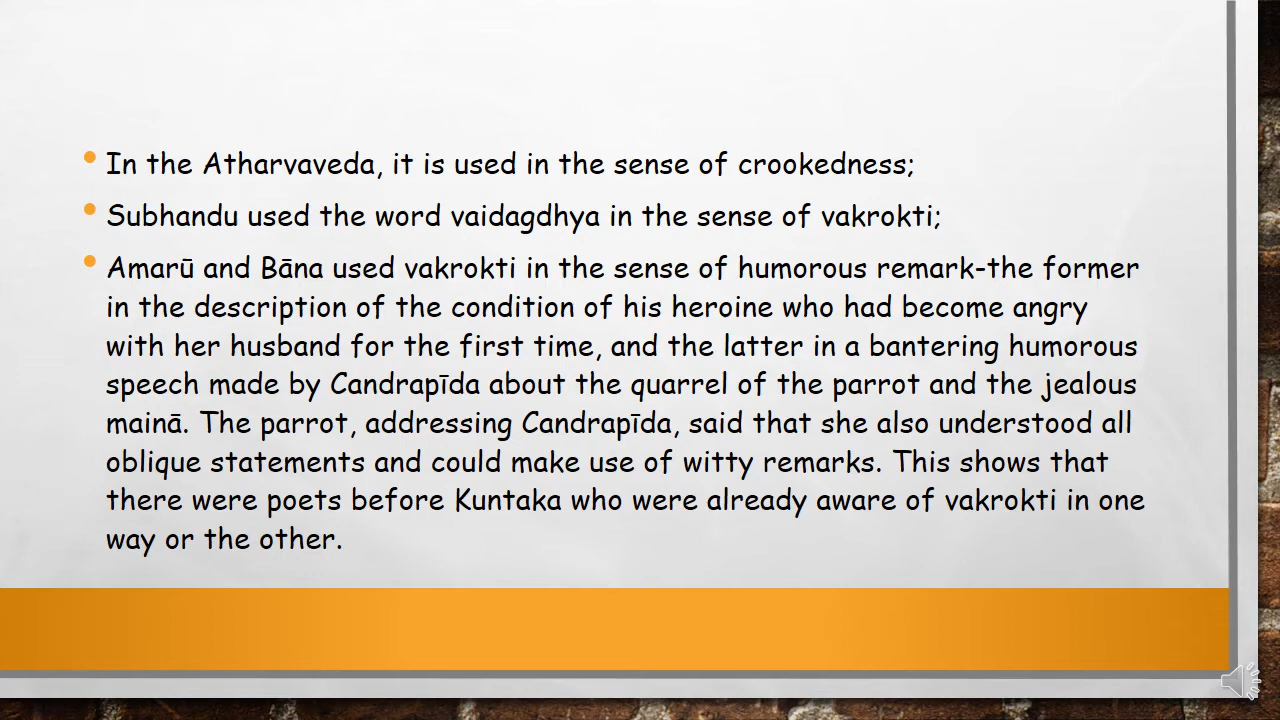 • In the Atharvaveda, it is used in the sense of crookedness;
• Subhandu used the word vaidagdhya in the sense of vakrokti;
• Amarū and Bāna used vakrokti in the sense of humorous remark-the former
in the description of the condition of his heroine who had become angry
with her husband for the first time, and the latter in a bantering humorous
speech made by Candrapīda about the quarrel of the parrot and the jealous
mainā. The parrot, addressing Candrapīda, said that she also understood all
oblique statements and could make use of witty remarks. This shows that
there were poets before Kuntaka who were already aware of vakrokti in one
way or the other.